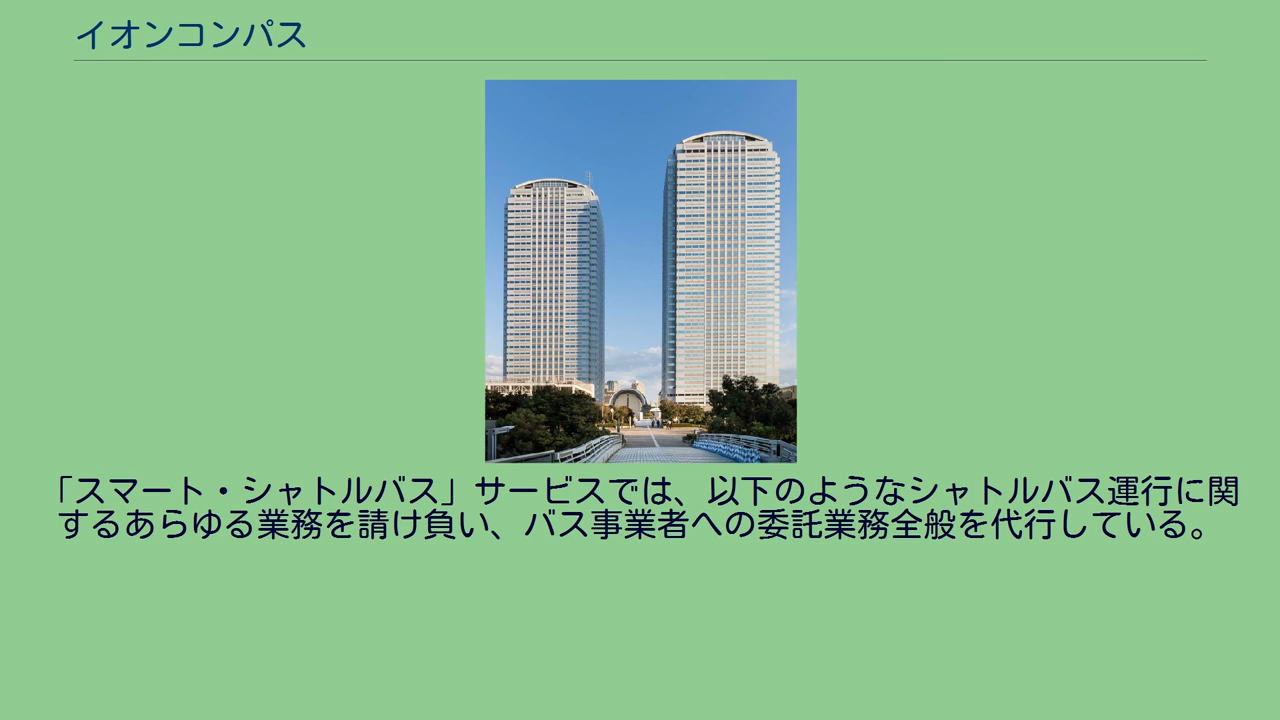 イオンコンパス
「スマート・シャトルバス」サービスでは、以下のようなシャトルバス運行に関
するあらゆる業務を請け負い、バス事業者への委託業務全般を代行している。